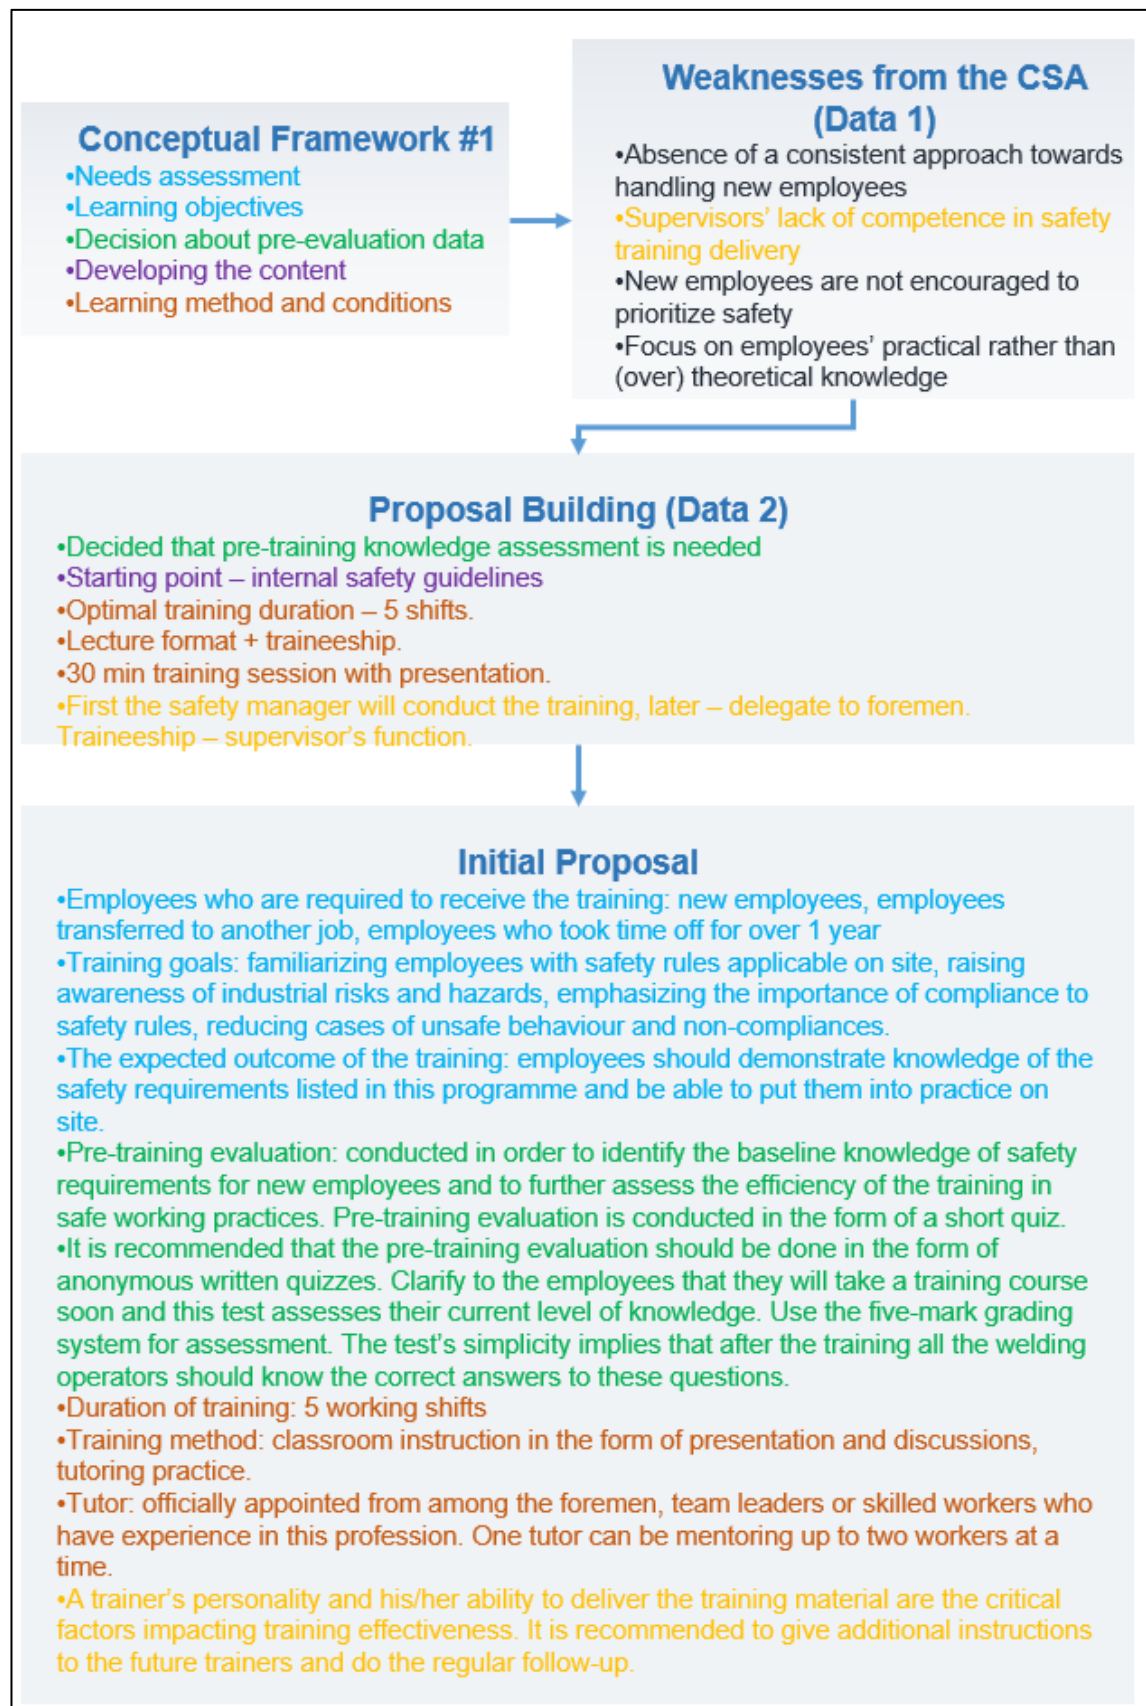 Conceptual Framework #1
•Needs assessment
•Learning objectives
•Decision about pre-evaluation data
•Developing the content
•Learning method and conditions
Weaknesses from the CSA
(Data 1)
•Absence of a consistent approach towards
handling new employees
•Supervisors' lack of competence in safety
training delivery
•New employees are not encouraged to
prioritize safety
•Focus on employees' practical rather than
(over) theoretical knowledge
Proposal Building (Data 2)
•Decided that pre-training knowledge assessment is needed
•Starting point – internal safety guidelines
•Optimal training duration – 5 shifts.
•Lecture format + traineeship.
•30 min training session with presentation.
•First the safety manager will conduct the training, later – delegate to foremen.
Traineeship – supervisor's function.
Initial Proposal
•Employees who are required to receive the training: new employees, employees
transferred to another job, employees who took time off for over 1 year
•Training goals: familiarizing employees with safety rules applicable on site, raising
awareness of industrial risks and hazards, emphasizing the importance of compliance to
safety rules, reducing cases of unsafe behaviour and non-compliances.
•The expected outcome of the training: employees should demonstrate knowledge of the
safety requirements listed in this programme and be able to put them into practice on
site.
•Pre-training evaluation: conducted in order to identify the baseline knowledge of safety
requirements for new employees and to further assess the efficiency of the training in
safe working practices. Pre-training evaluation is conducted in the form of a short quiz.
•It is recommended that the pre-training evaluation should be done in the form of
anonymous written quizzes. Clarify to the employees that they will take a training course
soon and this test assesses their current level of knowledge. Use the five-mark grading
system for assessment. The test's simplicity implies that after the training all the welding
operators should know the correct answers to these questions.
•Duration of training: 5 working shifts
•Training method: classroom instruction in the form of presentation and discussions,
tutoring practice.
•Tutor: officially appointed from among the foremen, team leaders or skilled workers who
have experience in this profession. One tutor can be mentoring up to two workers at a
time.
•A trainer's personality and his/her ability to deliver the training material are the critical
factors impacting training effectiveness. It is recommended to give additional instructions
to the future trainers and do the regular follow-up.